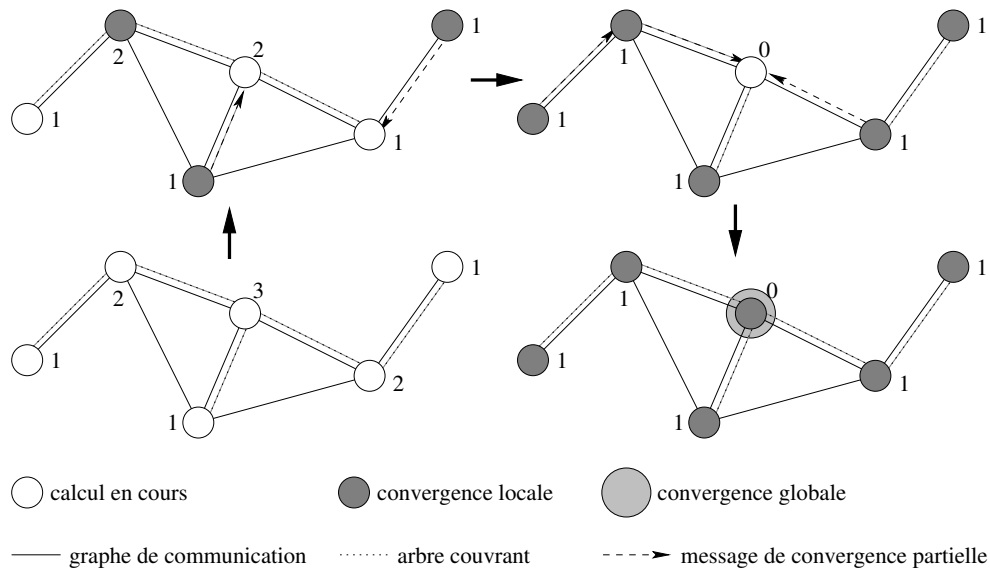 2 1 2 1 1 1
1 1 0 1 1 1
2 1 3 1 2 1
1 1 0 1 1 1
calcul en cours convergence locale convergence globale
graphe de communication arbre couvrant message de convergence partielle